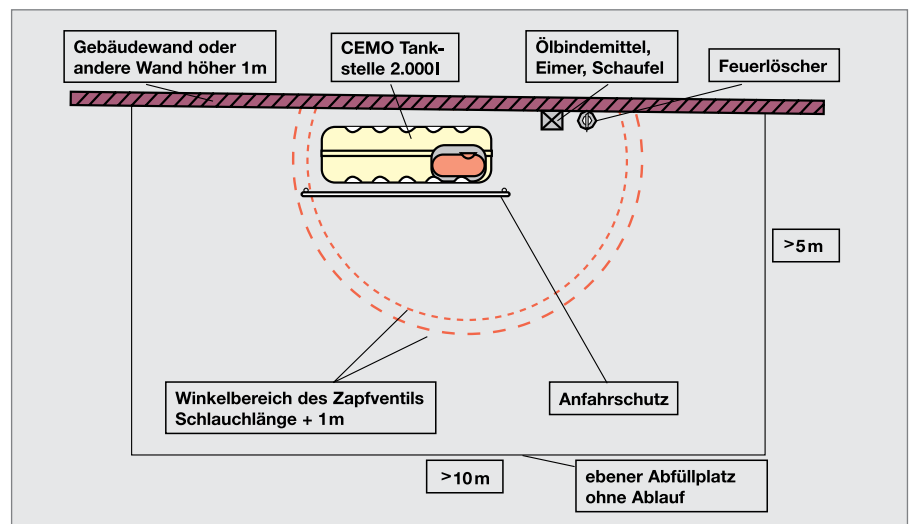 Gebäudewand oder
andere Wand höher 1m
CEMO Tank-
stelle 2.000l
Ölbindemittel,
Eimer, Schaufel
Feuerlöscher
>5m
Winkelbereich des Zapfventils
Schlauchlänge + 1m
Anfahrschutz
>10m
ebener Abfüllplatz
ohne Ablauf